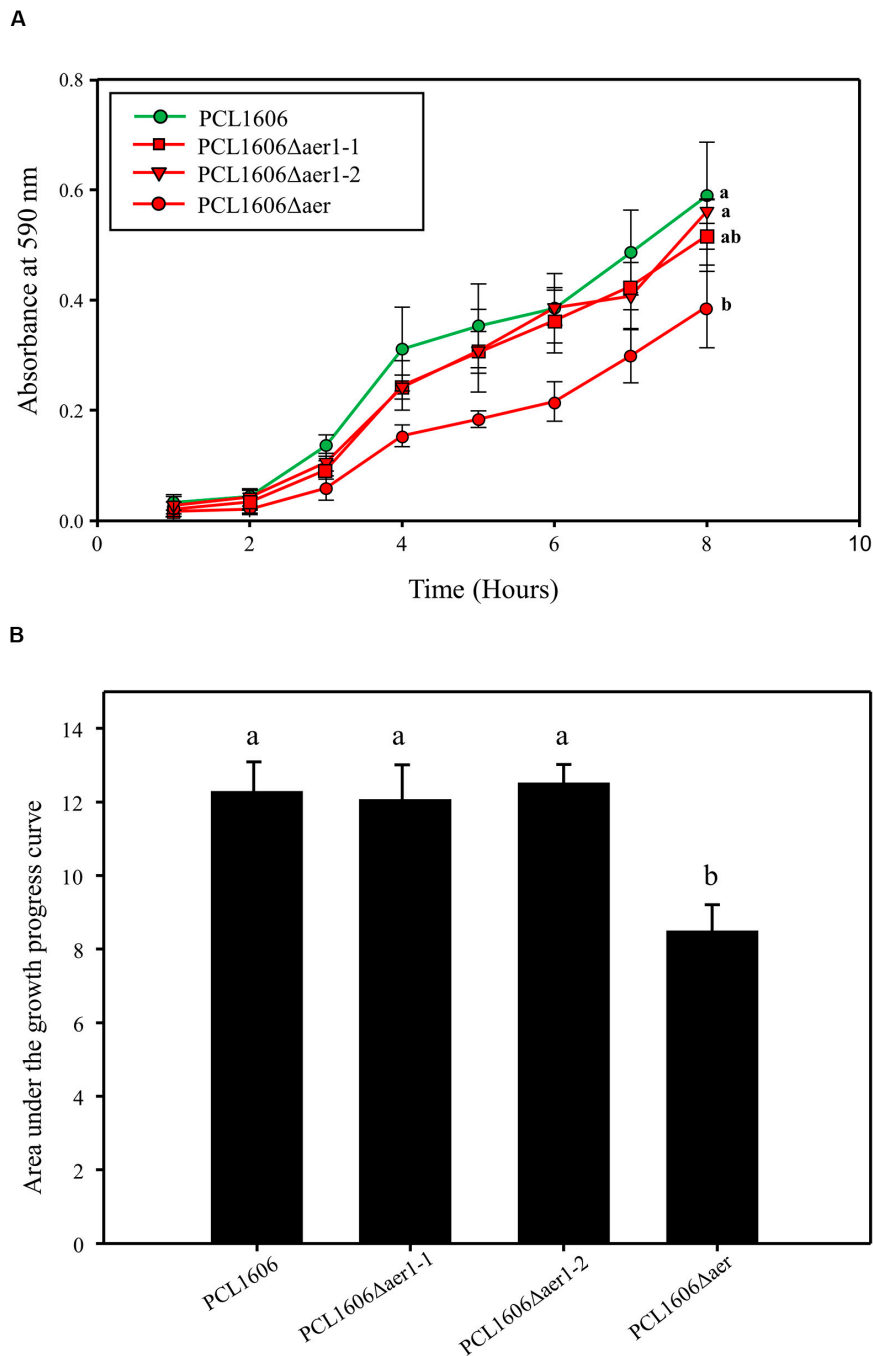 A
0.8
0.6
0.4
0.2
0.0
Absorbance at 590 nm
PCL1606
PCL1606Δaer1-1
PCL1606Δaer1-2
PCL1606Δaer
a
a
ab
b
0 2 4 6 8 10
Time (Hours)
B
14
12
10
8
6
4
2
0
Area under the growth progress curve
a a a b
PCL1606
PCL1606Δaer1-1
PCL1606Δaer1-2
PCL1606Δaer